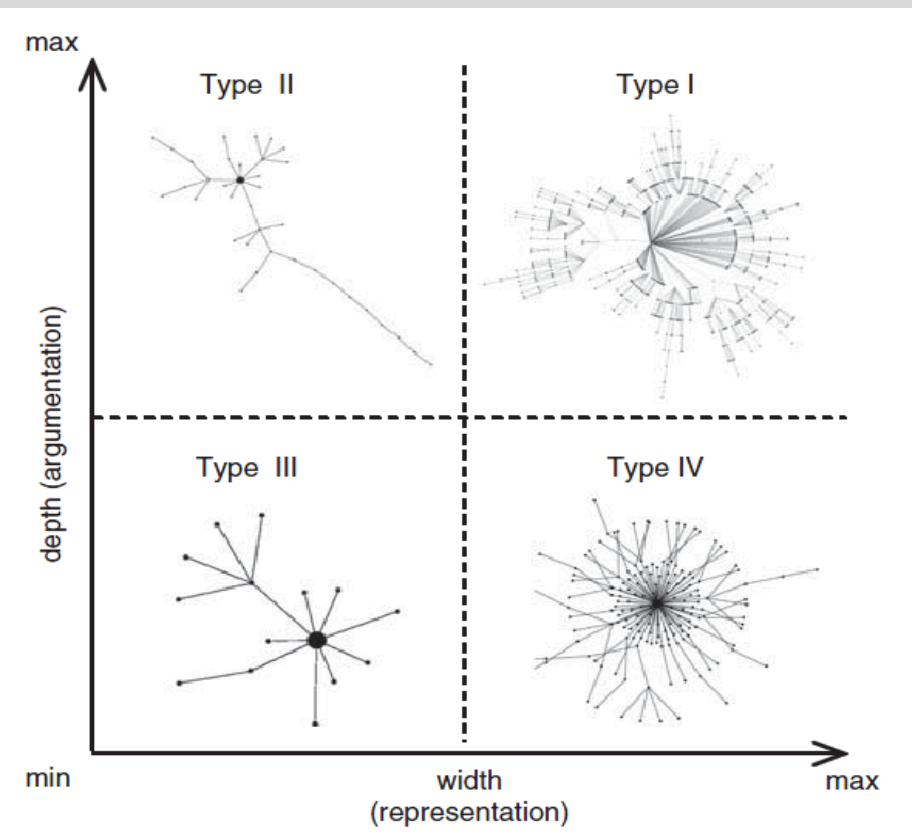 max
Type II
Type I
depth (argumentation)
Type III
Type IV
min
width
(representation)
max